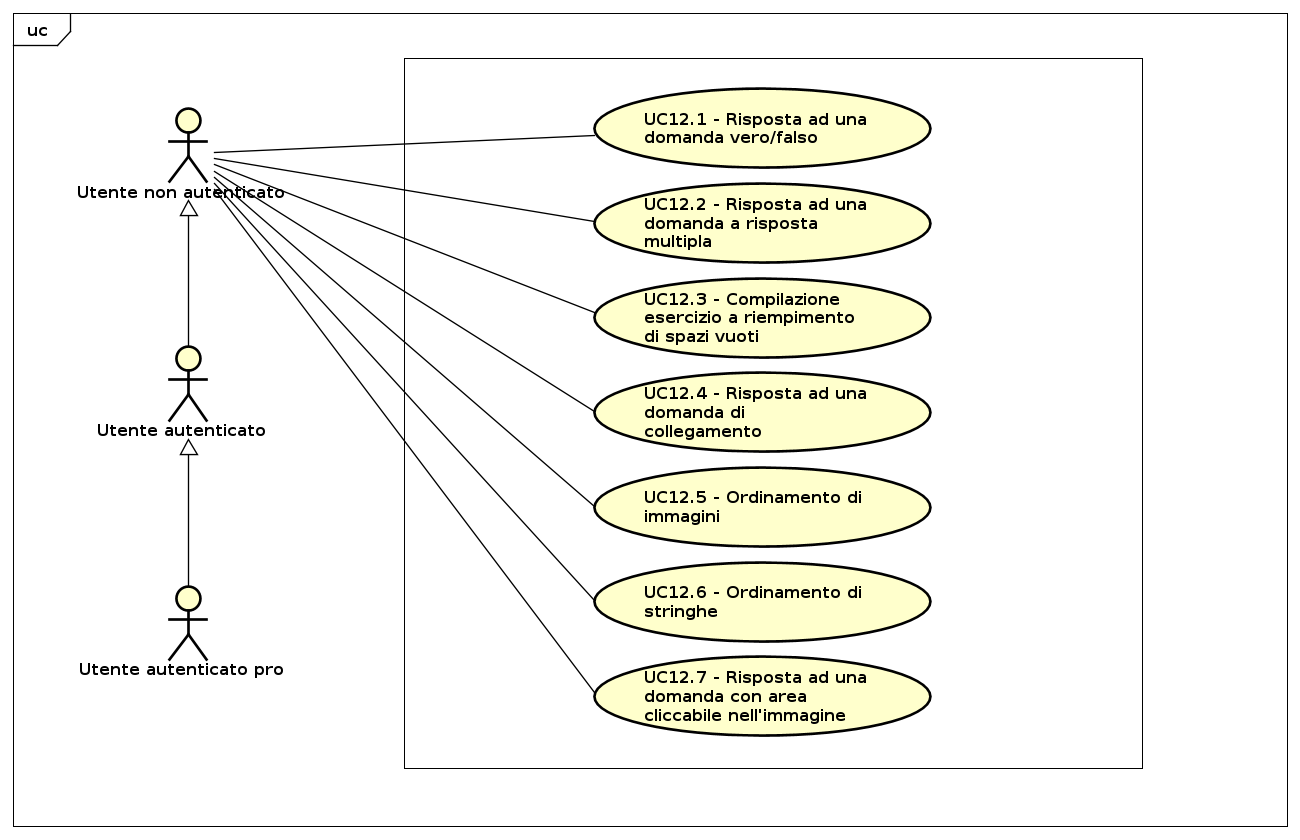 uc
Utente non autenticato
Utente autenticato
Utente autenticato pro
UC12.1 - Risposta ad una
domanda vero/falso
UC12.2 - Risposta ad una
domanda a risposta
multipla
UC12.3 - Compilazione
esercizio a riempimento
di spazi vuoti
UC12.4 - Risposta ad una
domanda di
collegamento
UC12.5 - Ordinamento di
immagini
UC12.6 - Ordinamento di
stringhe
UC12.7 - Risposta ad una
domanda con area
cliccabile nell'immagine